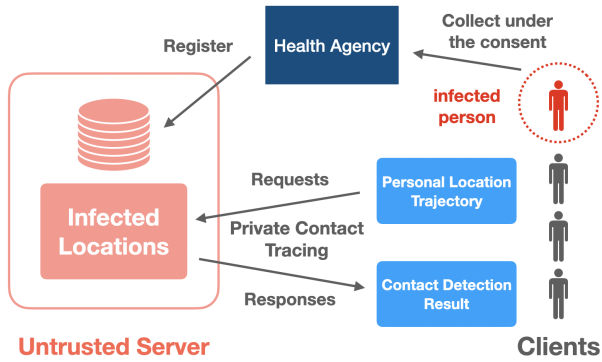 Collect under
the consent
Register
Health Agency
infected
person
Requests
Personal Location
Trajectory
Infected
Locations
Private Contact
Tracing
Contact Detection
Result
Responses
Untrusted Server
Clients